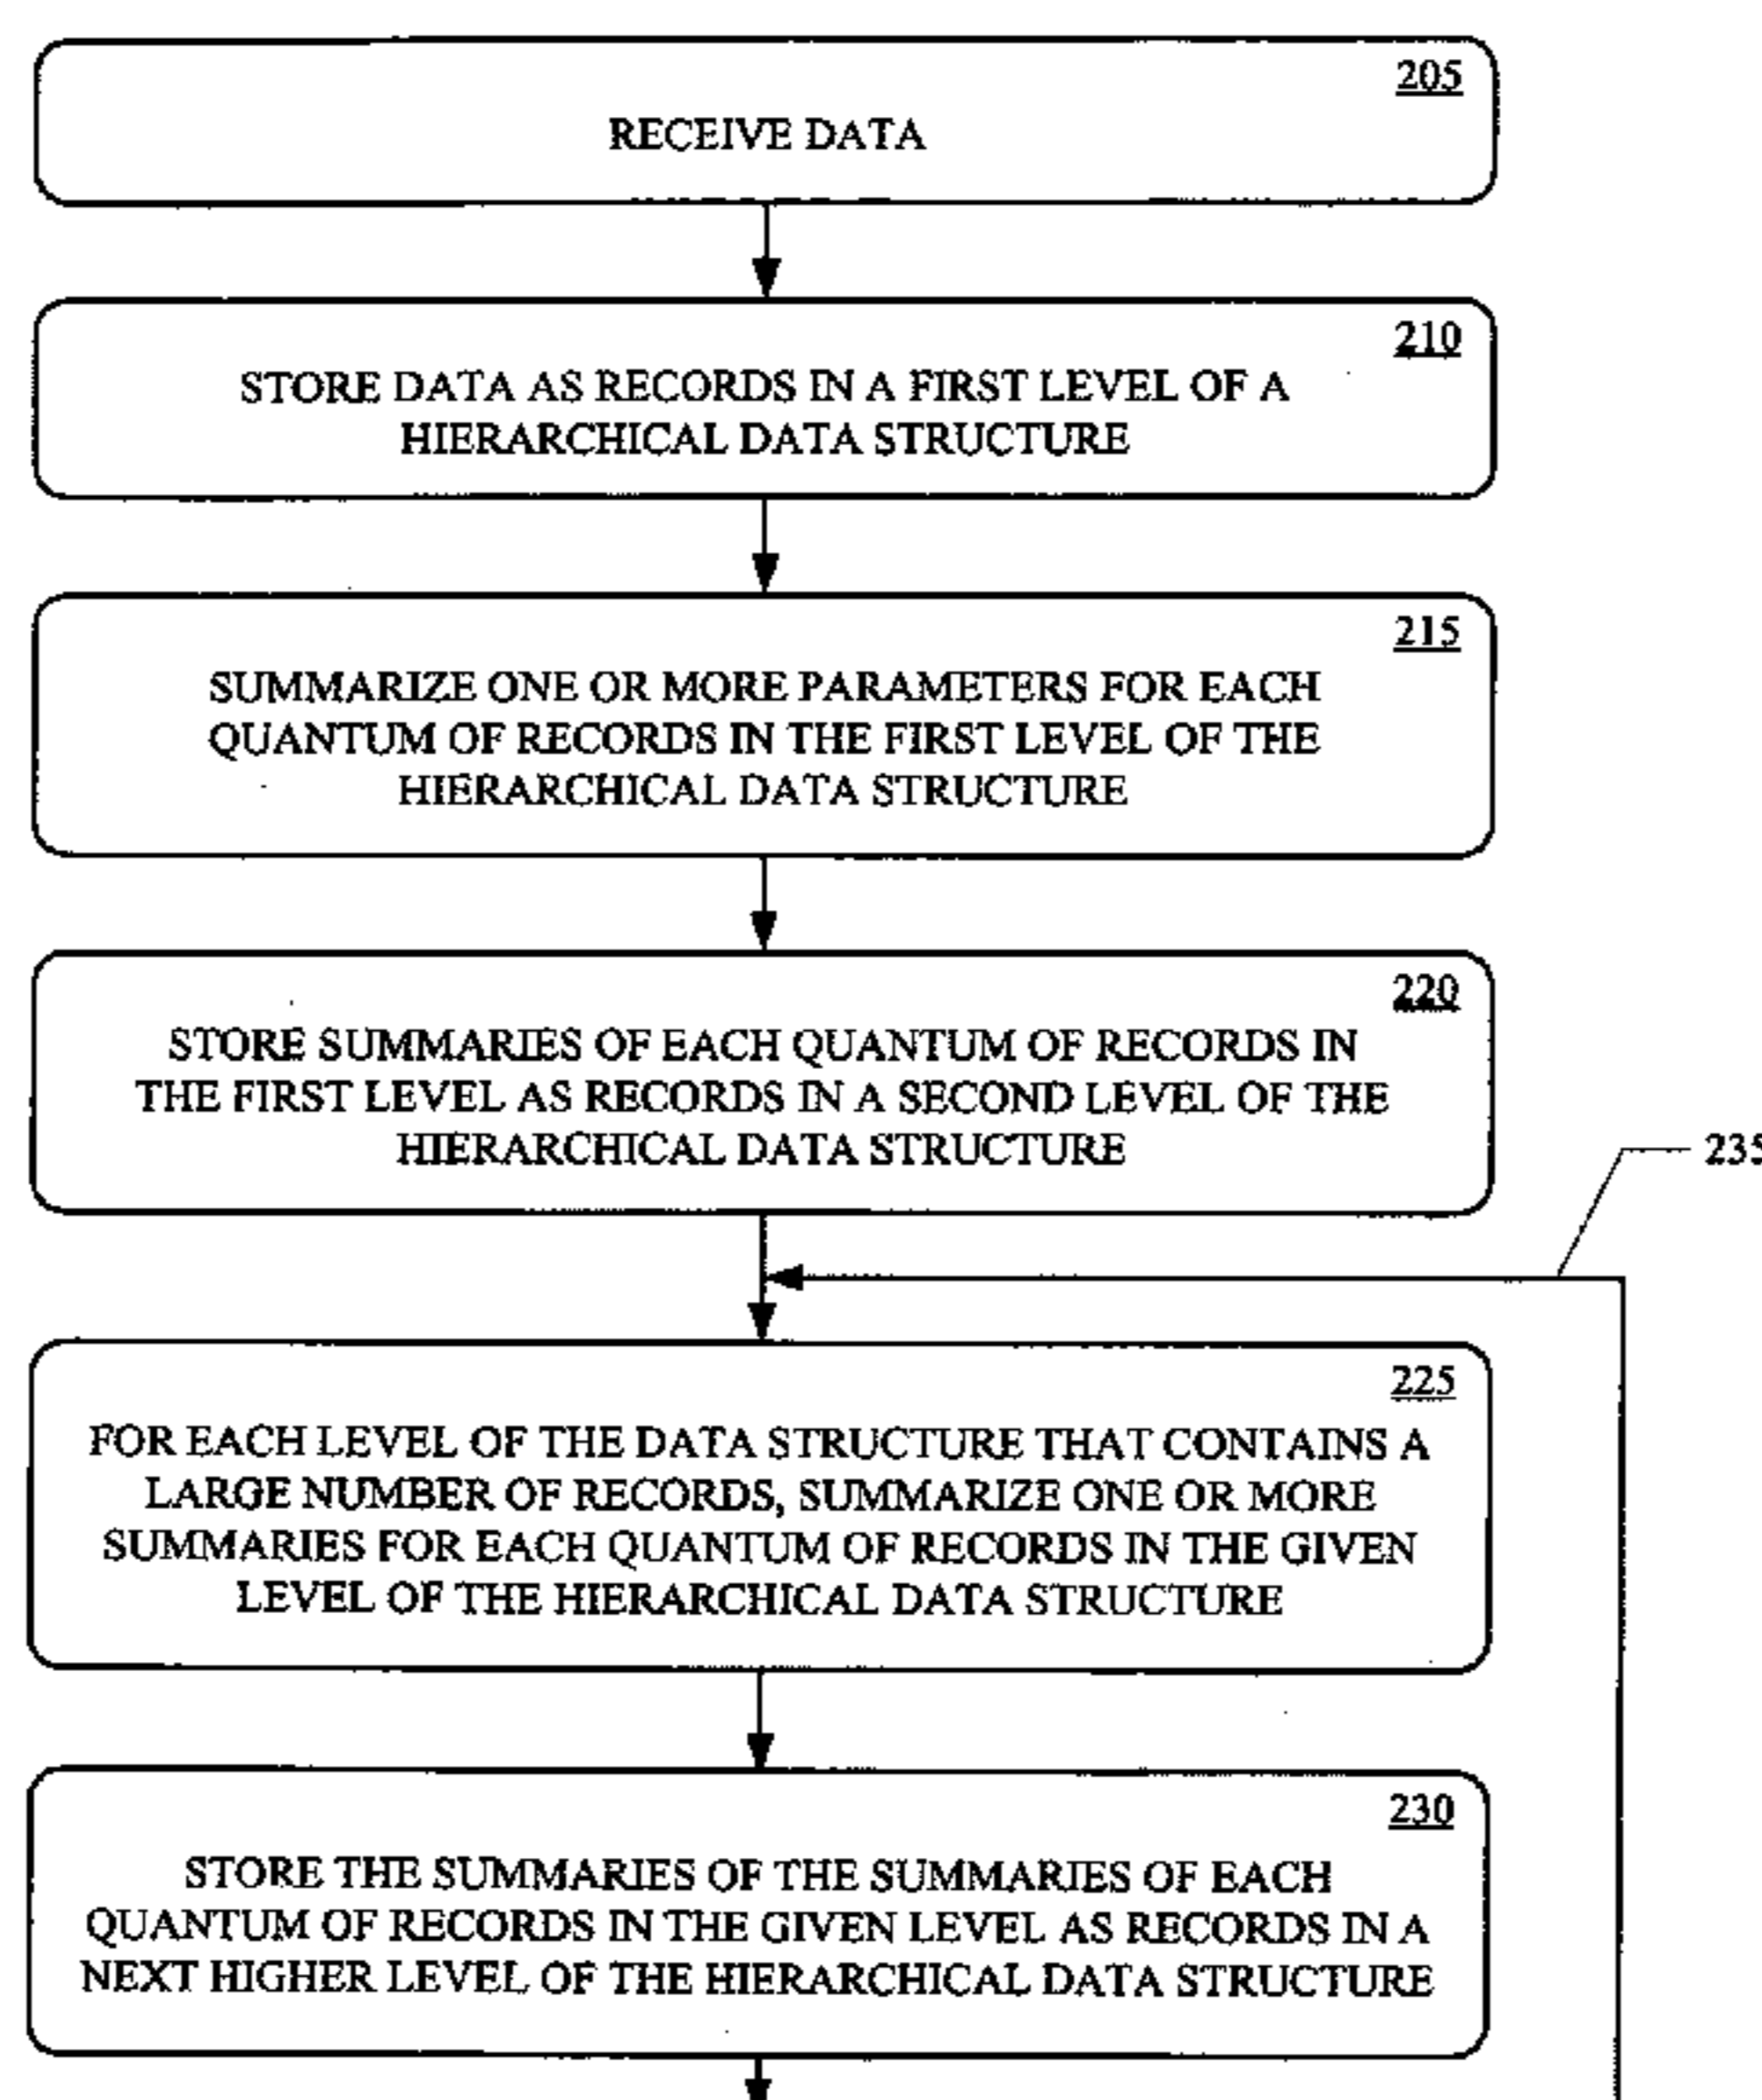 205
RECEIVE DATA
210
STORE DATA AS RECORDS IN A FIRST LEVEL OF A
HIERARCHICAL DATA STRUCTURE
215
SUMMARIZE ONE OR MORE PARAMETERS FOR EACH
QUANTUM OF RECORDS IN THE FIRST LEVEL OF THE
HIERARCHICAL DATA STRUCTURE
220
STORE SUMMARIES OF EACH QUANTUM OF RECORDS IN
THE FIRST LEVEL AS RECORDS IN A SECOND LEVEL OF THE
HIERARCHICAL DATA STRUCTURE
235
225
FOR EACH LEVEL OF THE DATA STRUCTURE THAT CONTAINS A
LARGE NUMBER OF RECORDS, SUMMARIZE ONE OR MORE
SUMMARIES FOR EACH QUANTUM OF RECORDS IN THE GIVEN
LEVEL OF THE HIERARCHICAL DATA STRUCTURE
230
STORE THE SUMMARIES OF THE SUMMARIES OF EACH
QUANTUM OF RECORDS IN THE GIVEN LEVEL AS RECORDS IN A
NEXT HIGHER LEVEL OF THE HIERARCHICAL DATA STRUCTURE